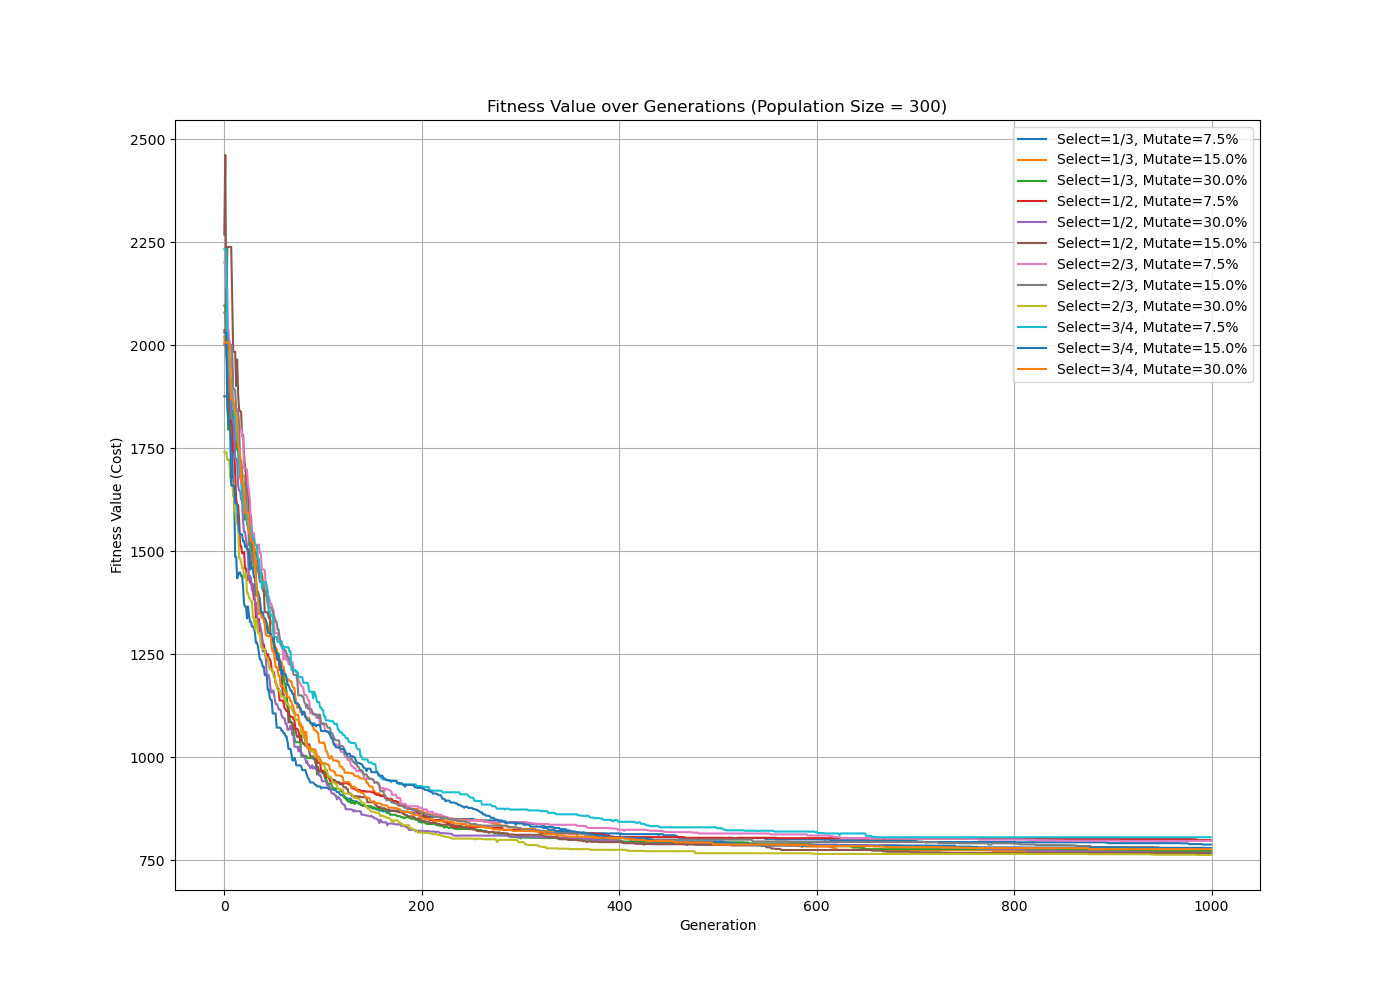 Fitness Value over Generations (Population Size = 300)
2500
2250
2000
1750
1500
1250
1000
750
Fitness Value (Cost)
Select=1/3, Mutate=7.5%
Select=1/3, Mutate=15.0%
Select=1/3, Mutate=30.0%
Select=1/2, Mutate=7.5%
Select=1/2, Mutate=30.0%
Select=1/2, Mutate=15.0%
Select=2/3, Mutate=7.5%
Select=2/3, Mutate=15.0%
Select=2/3, Mutate=30.0%
Select=3/4, Mutate=7.5%
Select=3/4, Mutate=15.0%
Select=3/4, Mutate=30.0%
0 200 400 600 800 1000
Generation